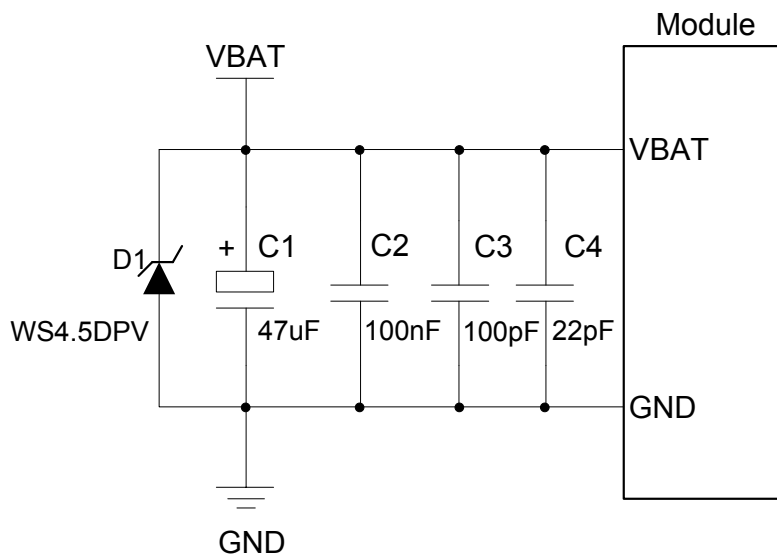 Module
VBAT
VBAT
D1
+ C1
C2
C3
C4
WS4.5DPV
47uF
100nF
100pF
22pF
GND
GND